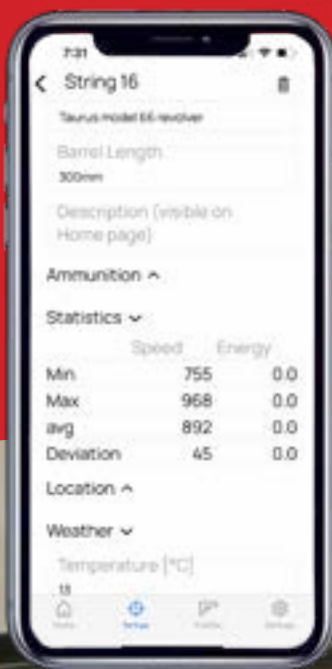 7:31
String 16
Taurus model 66 revolver
Barrel Length
300mm
Description (visible on
Home page)
Ammunition
Statistics
Speed Energy
Min 755 0.0
Max 968 0.0
avg 892 0.0
Deviation 45 0.0
Location
Weather
Temperature [°C]
13
Home Strings Profile Settings